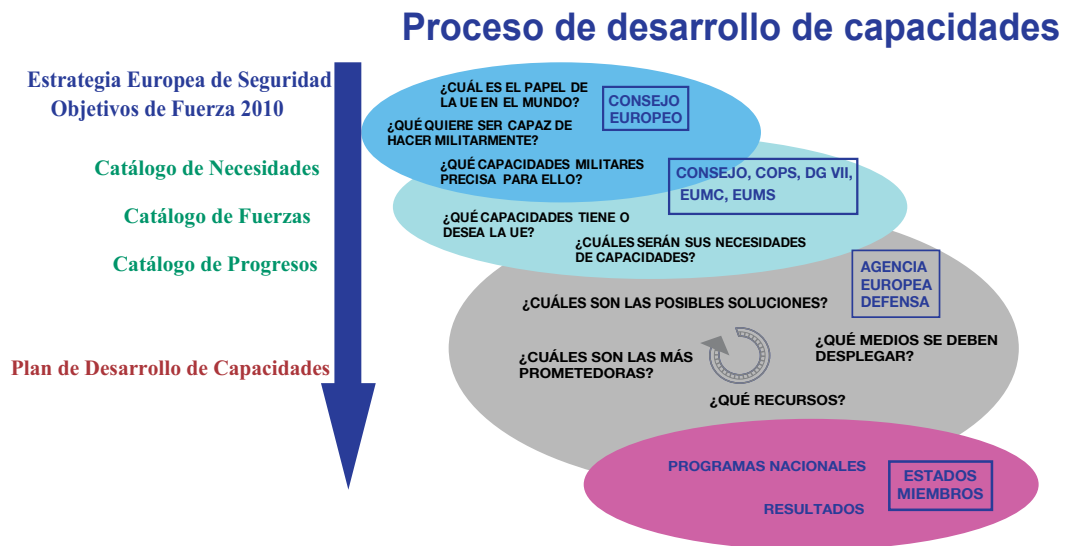 Proceso de desarrollo de capacidades
Estrategia Europea de Seguridad
Objetivos de Fuerza 2010
Catálogo de Necesidades
Catálogo de Fuerzas
Catálogo de Progresos
Plan de Desarrollo de Capacidades
¿CUÁL ES EL PAPEL DE
LA UE EN EL MUNDO?
CONSEJO
EUROPEO
¿QUÉ QUIERE SER CAPAZ DE
HACER MILITARMENTE?
¿QUÉ CAPACIDADES MILITARES
PRECISA PARA ELLO?
CONSEJO, COPS, DG VII,
EUMC, EUMS
¿QUÉ CAPACIDADES TIENE O
DESEA LA UE?
¿CUÁLES SERÁN SUS NECESIDADES
DE CAPACIDADES?
AGENCIA
EUROPEA
DEFENSA
¿CUÁLES SON LAS POSIBLES SOLUCIONES?
¿QUÉ MEDIOS SE DEBEN
DESPLEGAR?
¿CUÁLES SON LAS MÁS
PROMETEDORAS?
¿QUÉ RECURSOS?
PROGRAMAS NACIONALES
ESTADOS
MIEMBROS
RESULTADOS